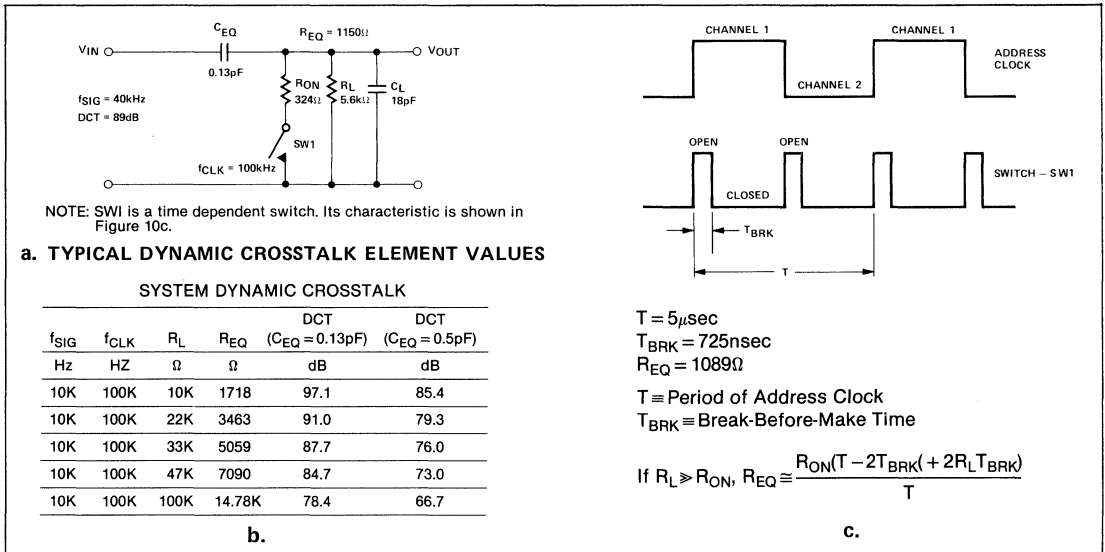 CEQ
0.13pF
REQ = 1150Ω
VIN
VOUT
RON
324Ω
RL
5.6kΩ
CL
18pF
fSIG = 40kHz
DCT = 89dB
SW1
fCLK = 100kHz
NOTE: SWI is a time dependent switch. Its characteristic is shown in
Figure 10c.
a. TYPICAL DYNAMIC CROSSTALK ELEMENT VALUES
SYSTEM DYNAMIC CROSSTALK
fSIG fCLK RL REQ DCT (CEQ = 0.13pF) DCT (CEQ = 0.5pF)
Hz HZ Ω Ω dB dB
10K 100K 10K 1718 97.1 85.4
10K 100K 22K 3463 91.0 79.3
10K 100K 33K 5059 87.7 76.0
10K 100K 47K 7090 84.7 73.0
10K 100K 100K 14.78K 78.4 66.7
b.
CHANNEL 1 CHANNEL 1
ADDRESS
CLOCK
CHANNEL 2
OPEN OPEN
SWITCH – SW1
CLOSED
TBRK
T
T = 5μsec
TBRK = 725nsec
REQ = 1089Ω
T ≡ Period of Address Clock
TBRK ≡ Break-Before-Make Time
If RL ≫ RON, REQ ≅ RON(T − 2TBRK( + 2RLTBRK)
T
c.